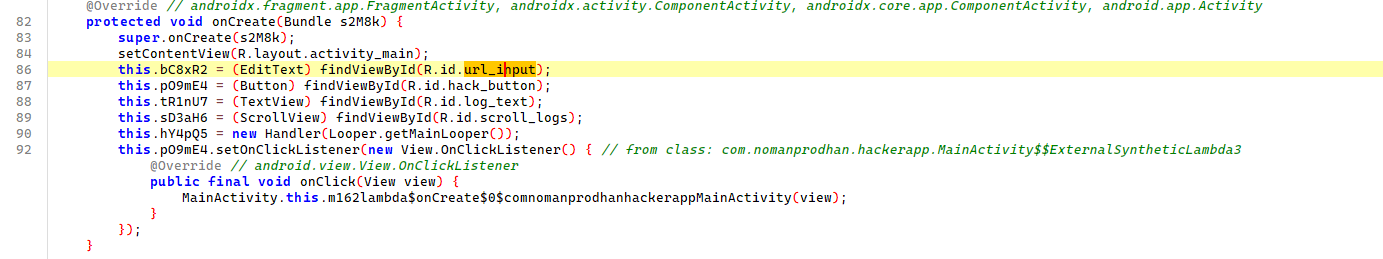 @Override // androidx.fragment.app.FragmentActivity, androidx.activity.ComponentActivity, androidx.core.app.ComponentActivity, android.app.Activity
82 protected void onCreate(Bundle s2M8k) {
83 super.onCreate(s2M8k);
84 setContentView(R.layout.activity_main);
86 this.bC8xR2 = (EditText) findViewById(R.id.url_input);
87 this.pO9mE4 = (Button) findViewById(R.id.hack_button);
88 this.tR1nU7 = (TextView) findViewById(R.id.log_text);
89 this.sD3aH6 = (ScrollView) findViewById(R.id.scroll_logs);
90 this.hY4pQ5 = new Handler(Looper.getMainLooper());
92 this.pO9mE4.setOnClickListener(new View.OnClickListener() { // from class: com.nomanprodhan.hackerapp.MainActivity$$ExternalSyntheticLambda3
@Override // android.view.View.OnClickListener
public final void onClick(View view) {
MainActivity.this.m162lambda$onCreate$0$comnomanprodhanhackerappMainActivity(view);
}
});
}